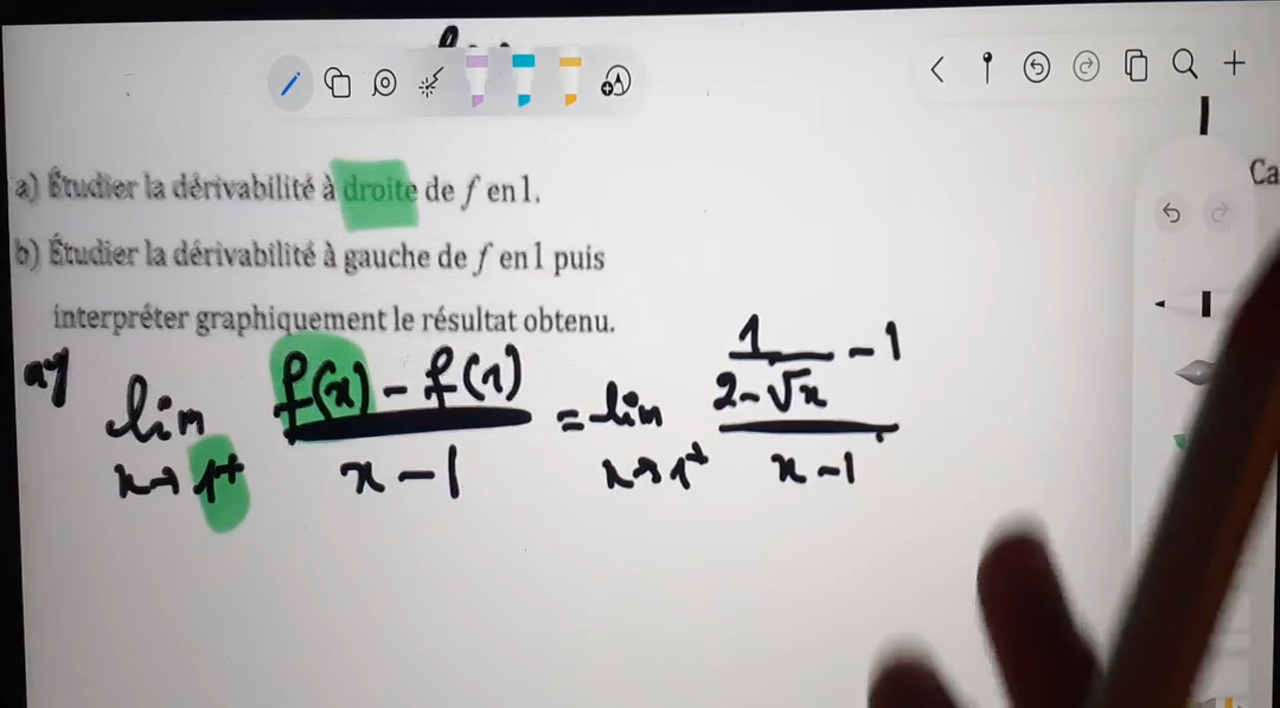 a) Étudier la dérivabilité à droite de f en 1.
Ca
b) Étudier la dérivabilité à gauche de f en 1 puis
interpréter graphiquement le résultat obtenu.
a) lim x→1⁺ (f(x) - f(1)) / (x - 1) = lim x→1⁺ (1/(2-√x) - 1) / (x - 1)